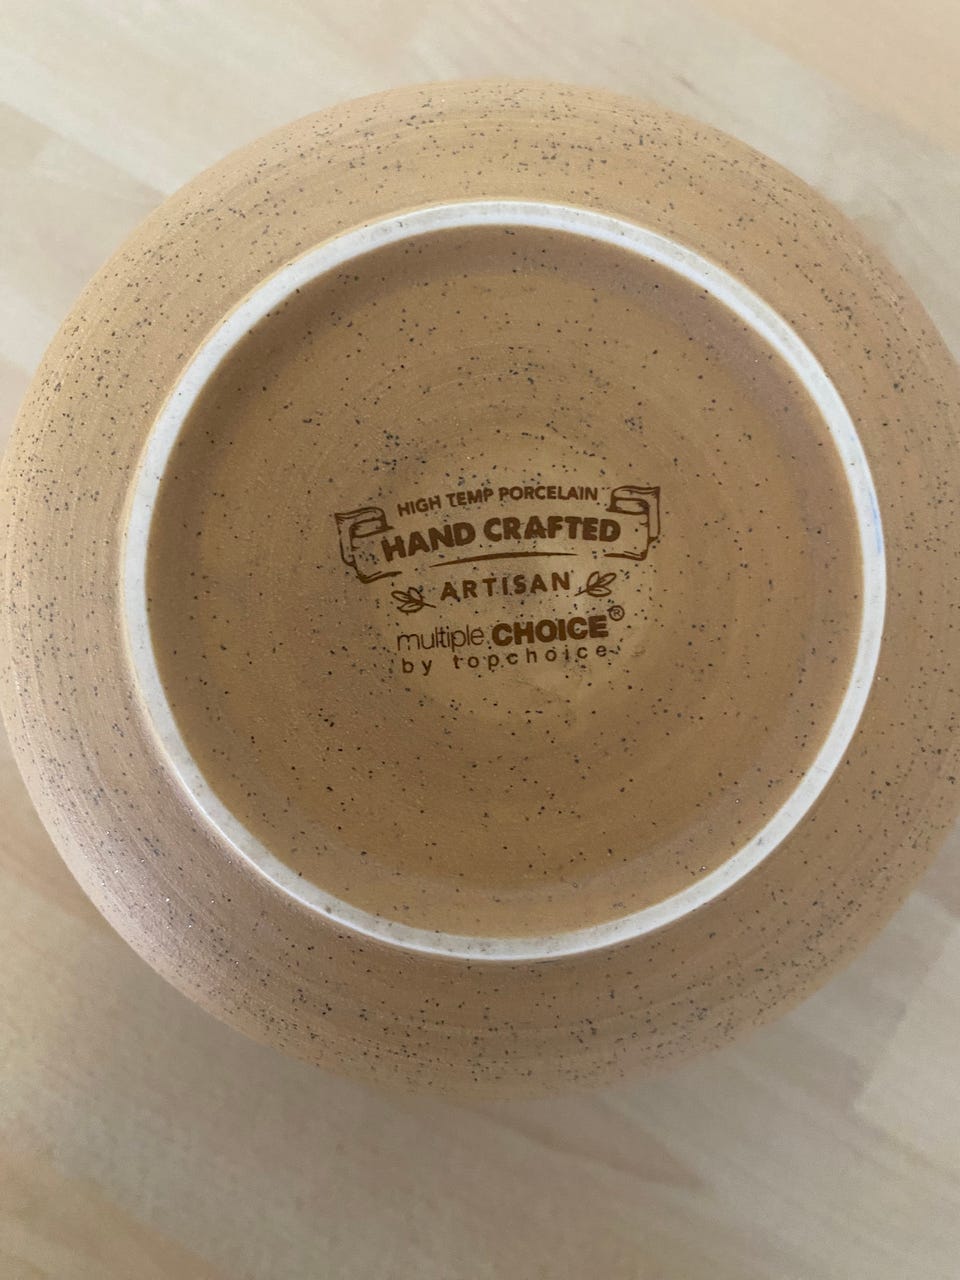 HIGH TEMP PORCELAIN
HAND CRAFTED
ARTISAN
multiple CHOICE®
by topchoice